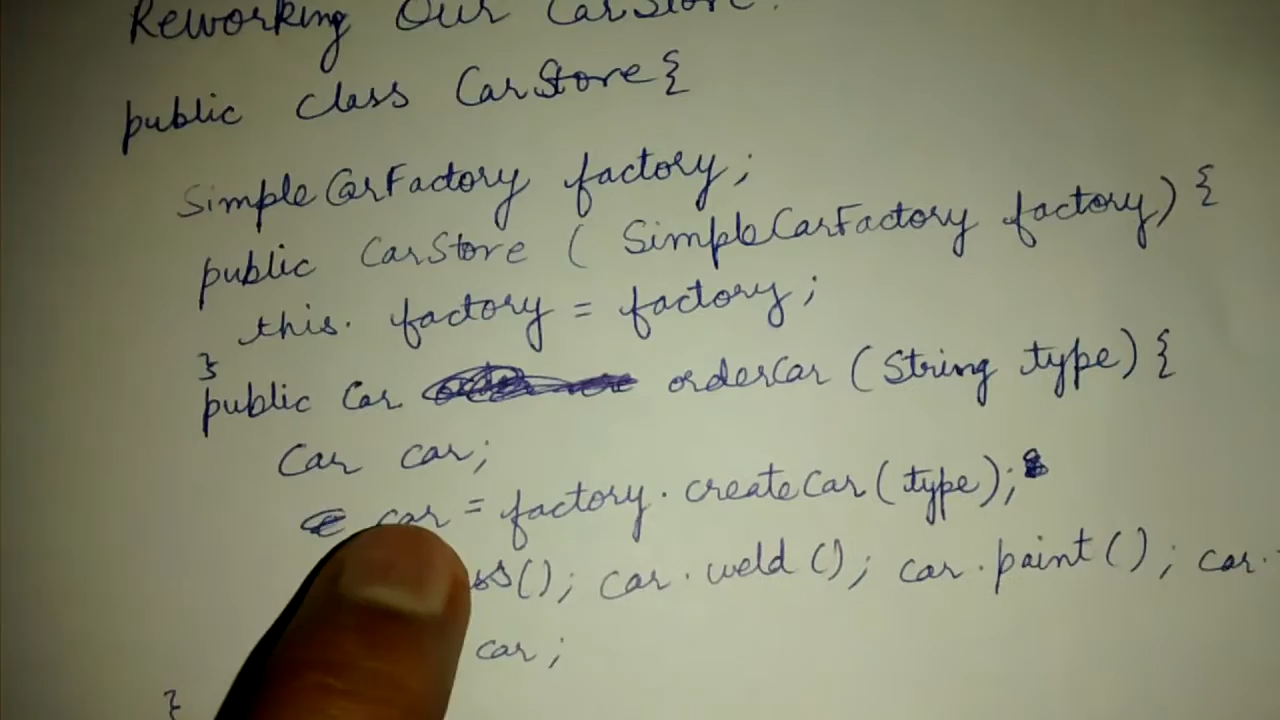 Reworking Our CarStore.
public class CarStore {
SimpleCarFactory factory;
public CarStore ( SimpleCarFactory factory) {
this. factory = factory;
}
public Car orderCar (String type) {
Car car;
car = factory. createCar (type);
ss(); car. weld (); car. paint (); car.
car;
}